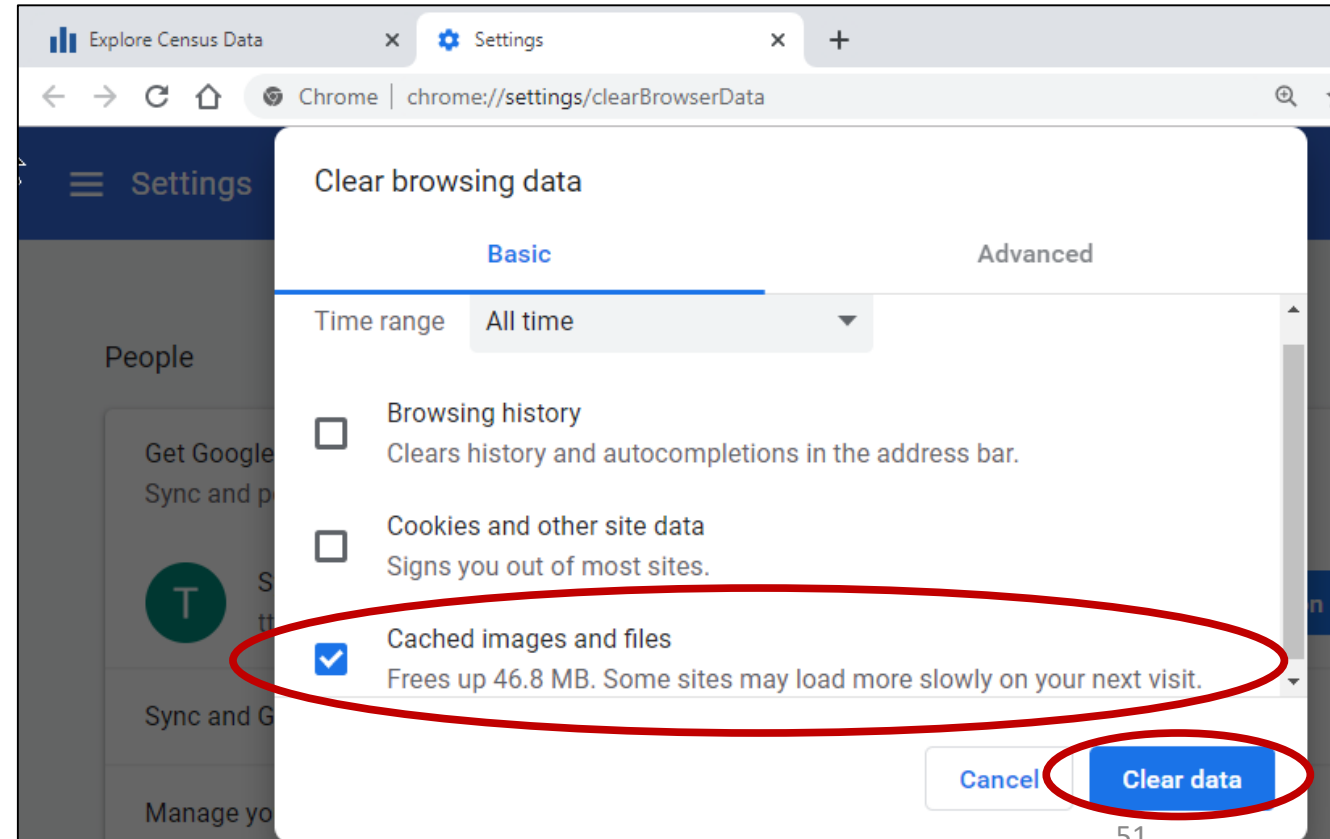 Explore Census Data
Settings
Chrome | chrome://settings/clearBrowserData
Settings
Clear browsing data
Basic
Advanced
Time range All time
People
Browsing history
Clears history and autocompletions in the address bar.
Get Google
Sync and p
Cookies and other site data
Signs you out of most sites.
T
S
tt
n
Cached images and files
Frees up 46.8 MB. Some sites may load more slowly on your next visit.
Sync and G
Cancel
Clear data
Manage yo
51